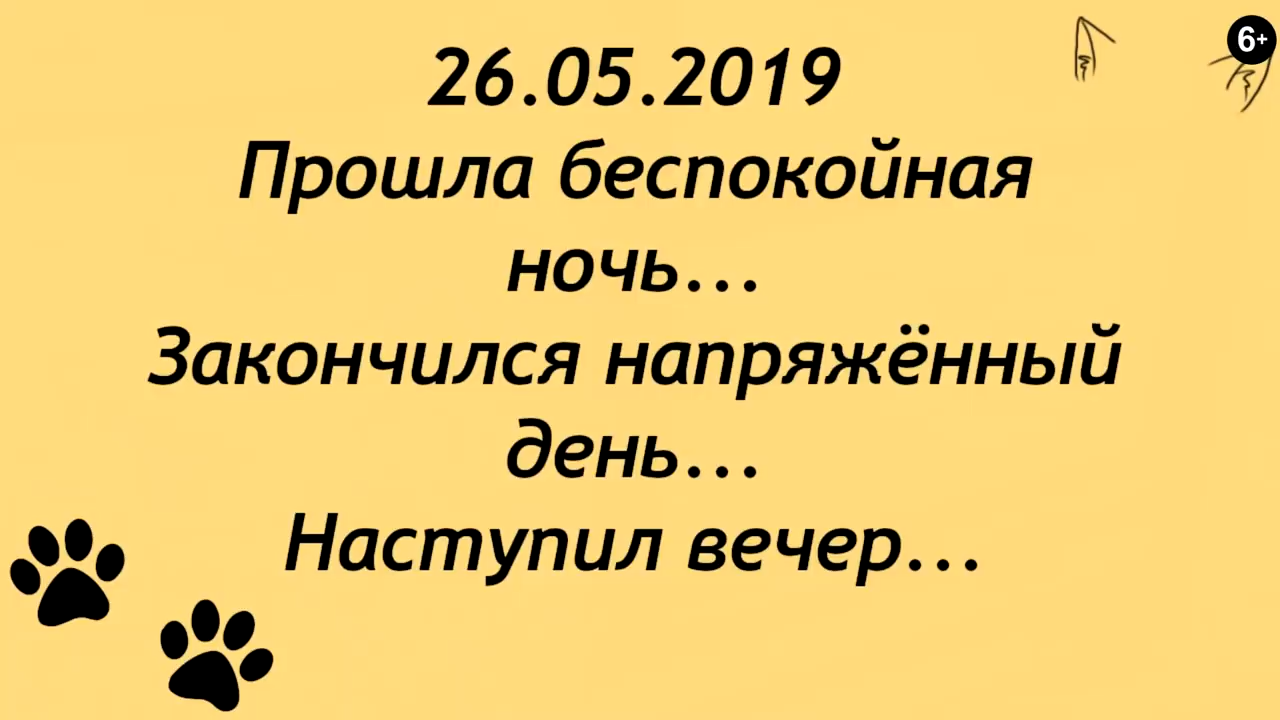 6+
26.05.2019
Прошла беспокойная
ночь...
Закончился напряжённый
день...
Наступил вечер...